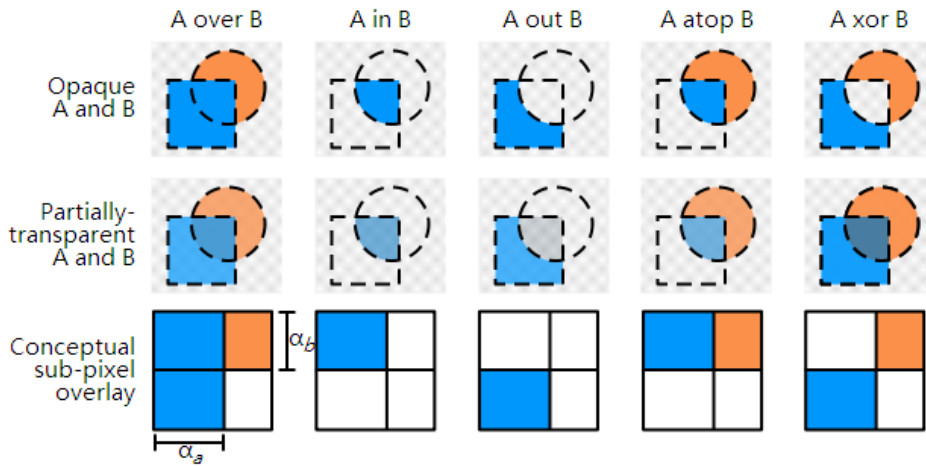 A over B
A in B
A out B
A atop B
A xor B
Opaque
A and B
Partially-
transparent
A and B
Conceptual
sub-pixel
overlay
αb
αa